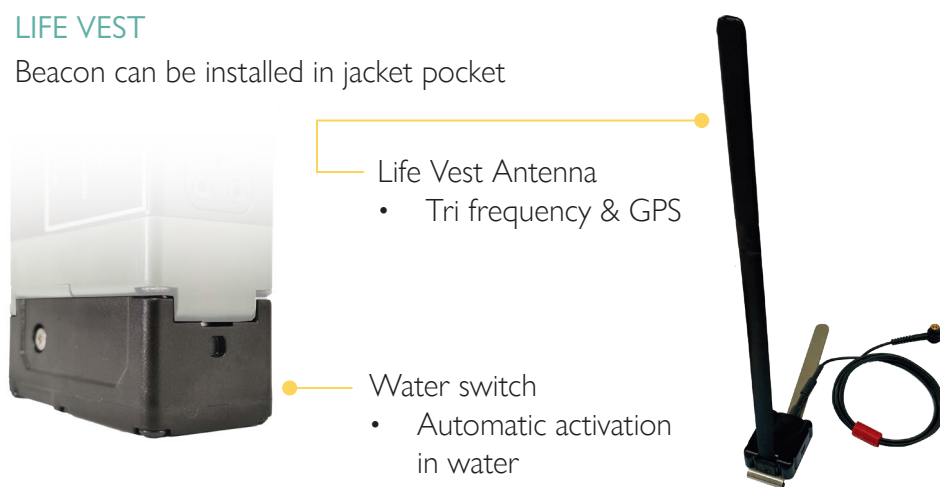 LIFE VEST
Beacon can be installed in jacket pocket
Life Vest Antenna
• Tri frequency & GPS
Water switch
• Automatic activation
in water